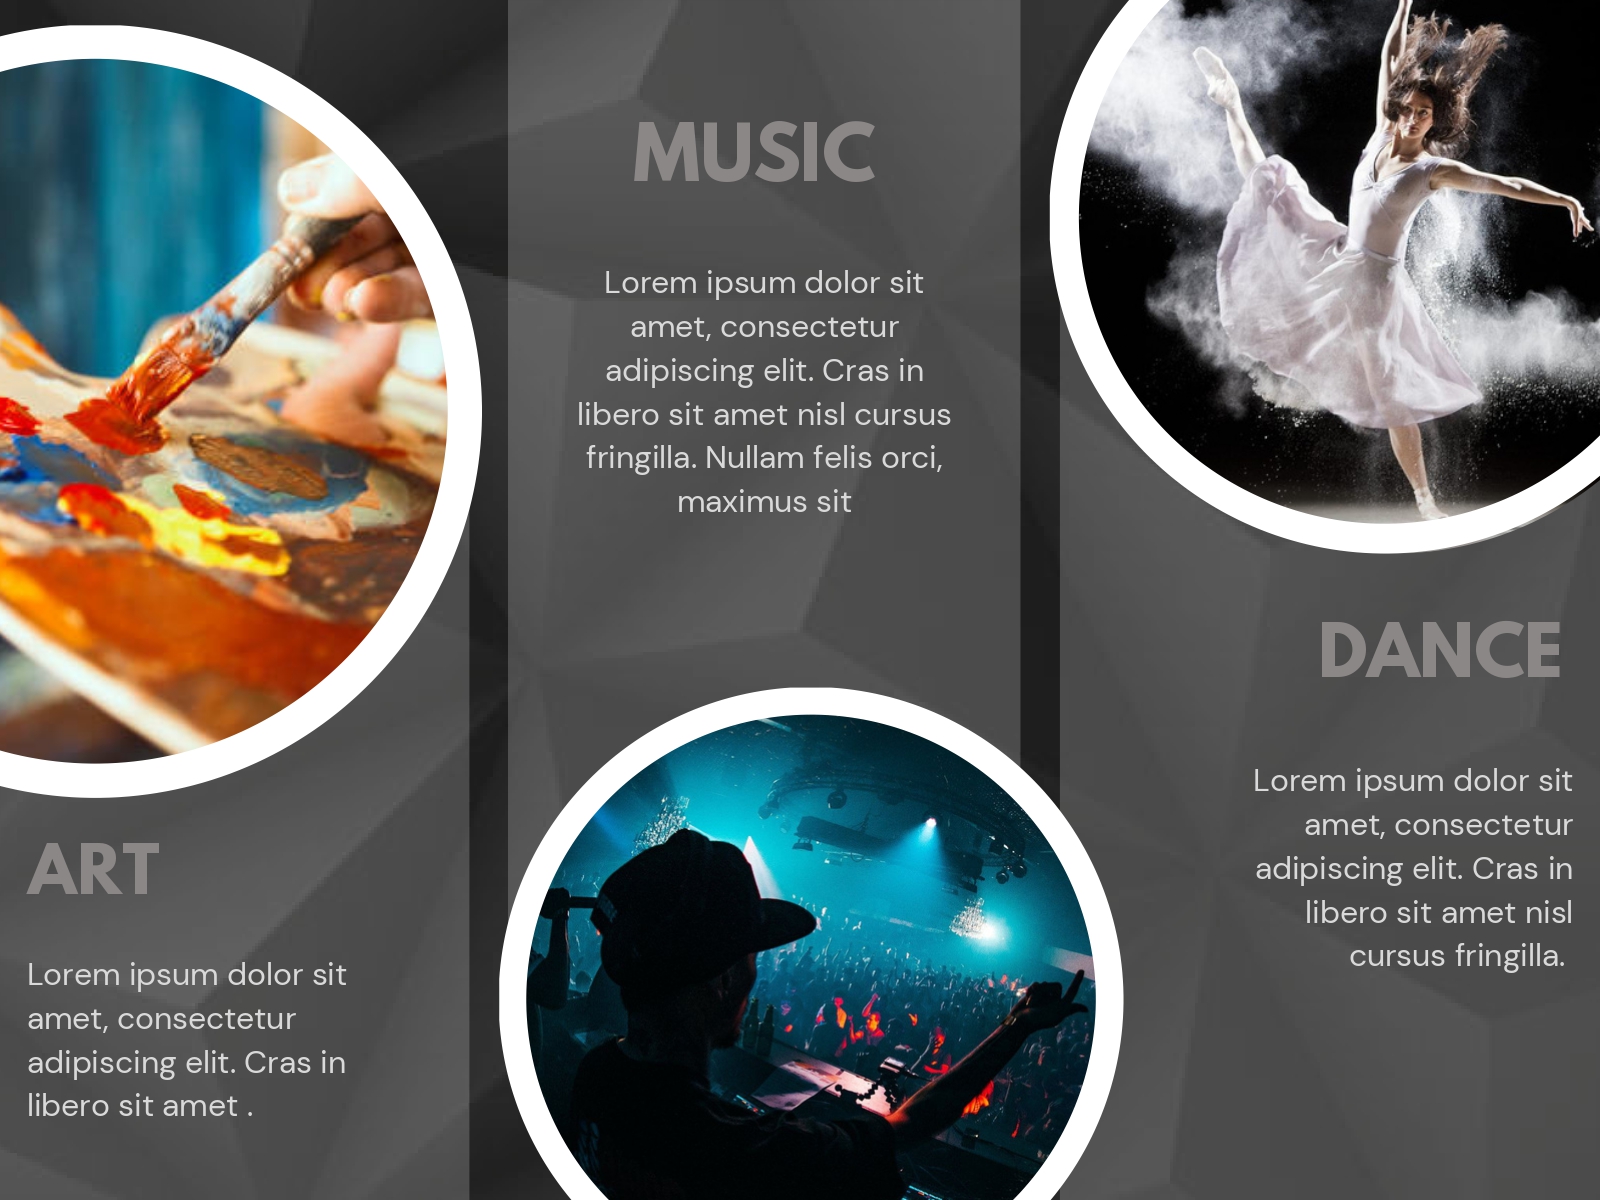 MUSIC
Lorem ipsum dolor sit
amet, consectetur
adipiscing elit. Cras in
libero sit amet nisl cursus
fringilla. Nullam felis orci,
maximus sit
DANCE
Lorem ipsum dolor sit
amet, consectetur
adipiscing elit. Cras in
libero sit amet nisl
cursus fringilla.
ART
Lorem ipsum dolor sit
amet, consectetur
adipiscing elit. Cras in
libero sit amet .